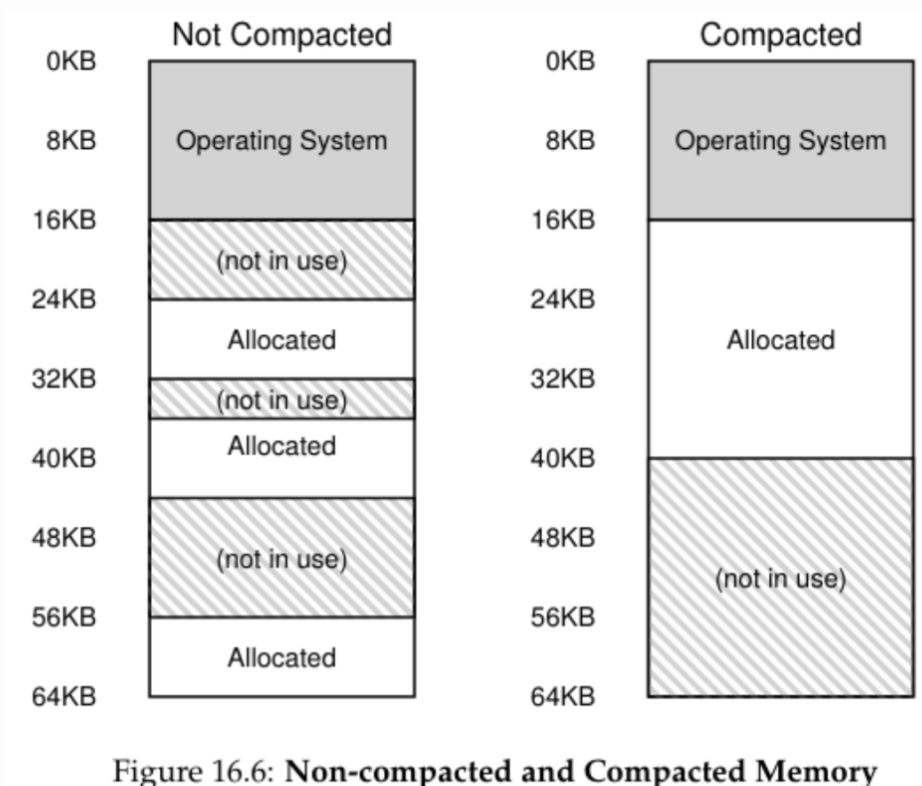 Not Compacted
0KB
8KB
Operating System
16KB
(not in use)
24KB
Allocated
32KB
(not in use)
Allocated
40KB
48KB
(not in use)
56KB
Allocated
64KB
Compacted
0KB
8KB
Operating System
16KB
24KB
Allocated
32KB
40KB
48KB
(not in use)
56KB
64KB
Figure 16.6: Non-compacted and Compacted Memory